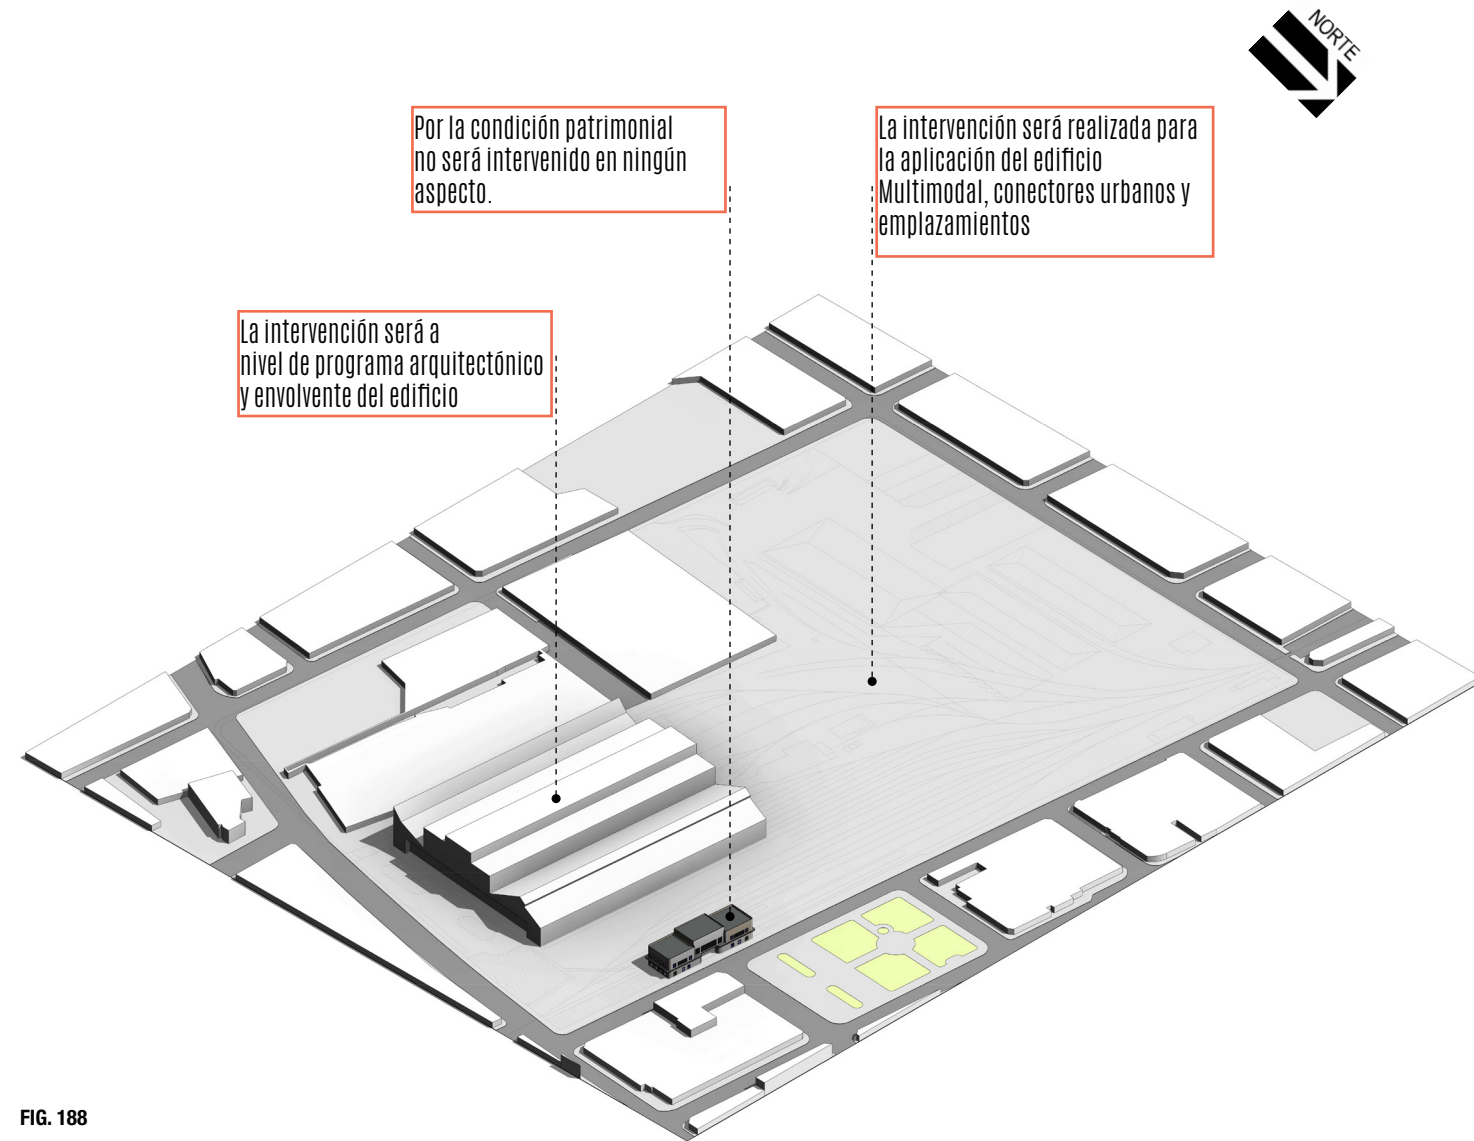 NORTE
Por la condición patrimonial
no será intervenido en ningún
aspecto.
La intervención será realizada para
la aplicación del edificio
Multimodal, conectores urbanos y
emplazamientos
La intervención será a
nivel de programa arquitectónico
y envolvente del edificio
FIG. 188